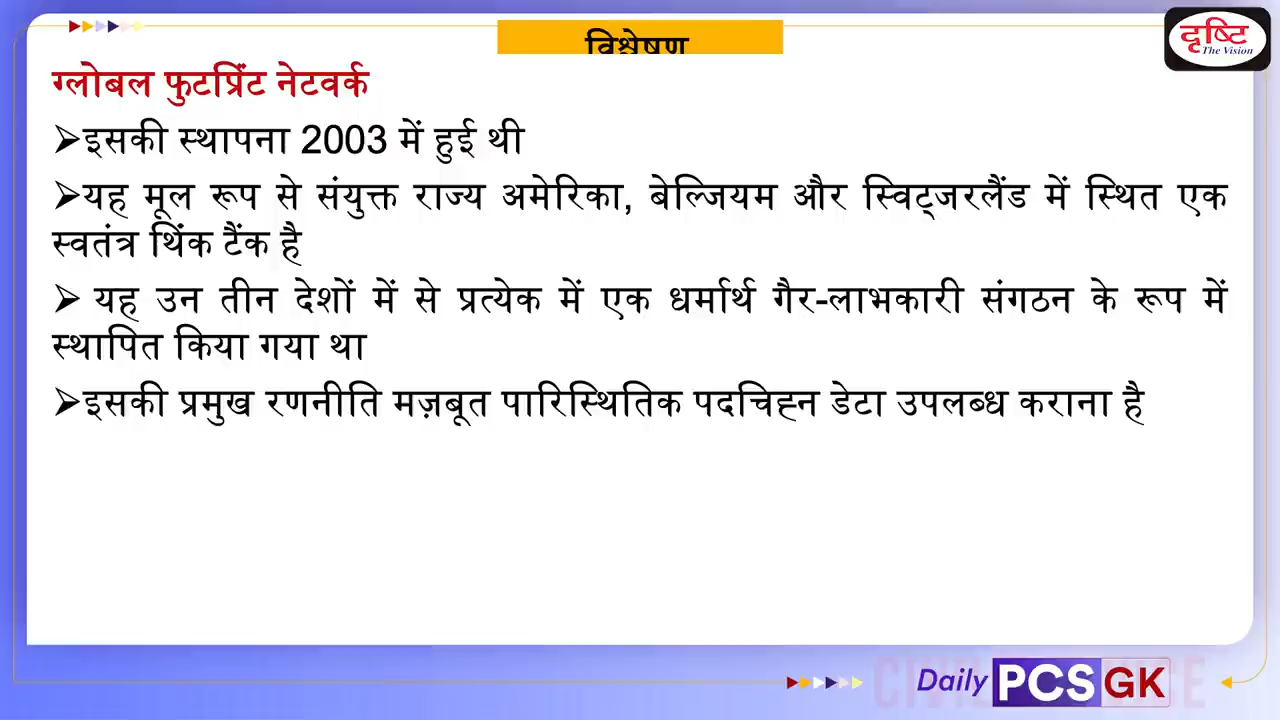 विश्लेषण
दृष्टि
The Vision
ग्लोबल फुटप्रिंट नेटवर्क
➢इसकी स्थापना 2003 में हुई थी
➢यह मूल रूप से संयुक्त राज्य अमेरिका, बेल्जियम और स्विट्जरलैंड में स्थित एक
स्वतंत्र थिंक टैंक है
➢ यह उन तीन देशों में से प्रत्येक में एक धर्मार्थ गैर-लाभकारी संगठन के रूप में
स्थापित किया गया था
➢इसकी प्रमुख रणनीति मज़बूत पारिस्थितिक पदचिह्न डेटा उपलब्ध कराना है
Daily PCS GK